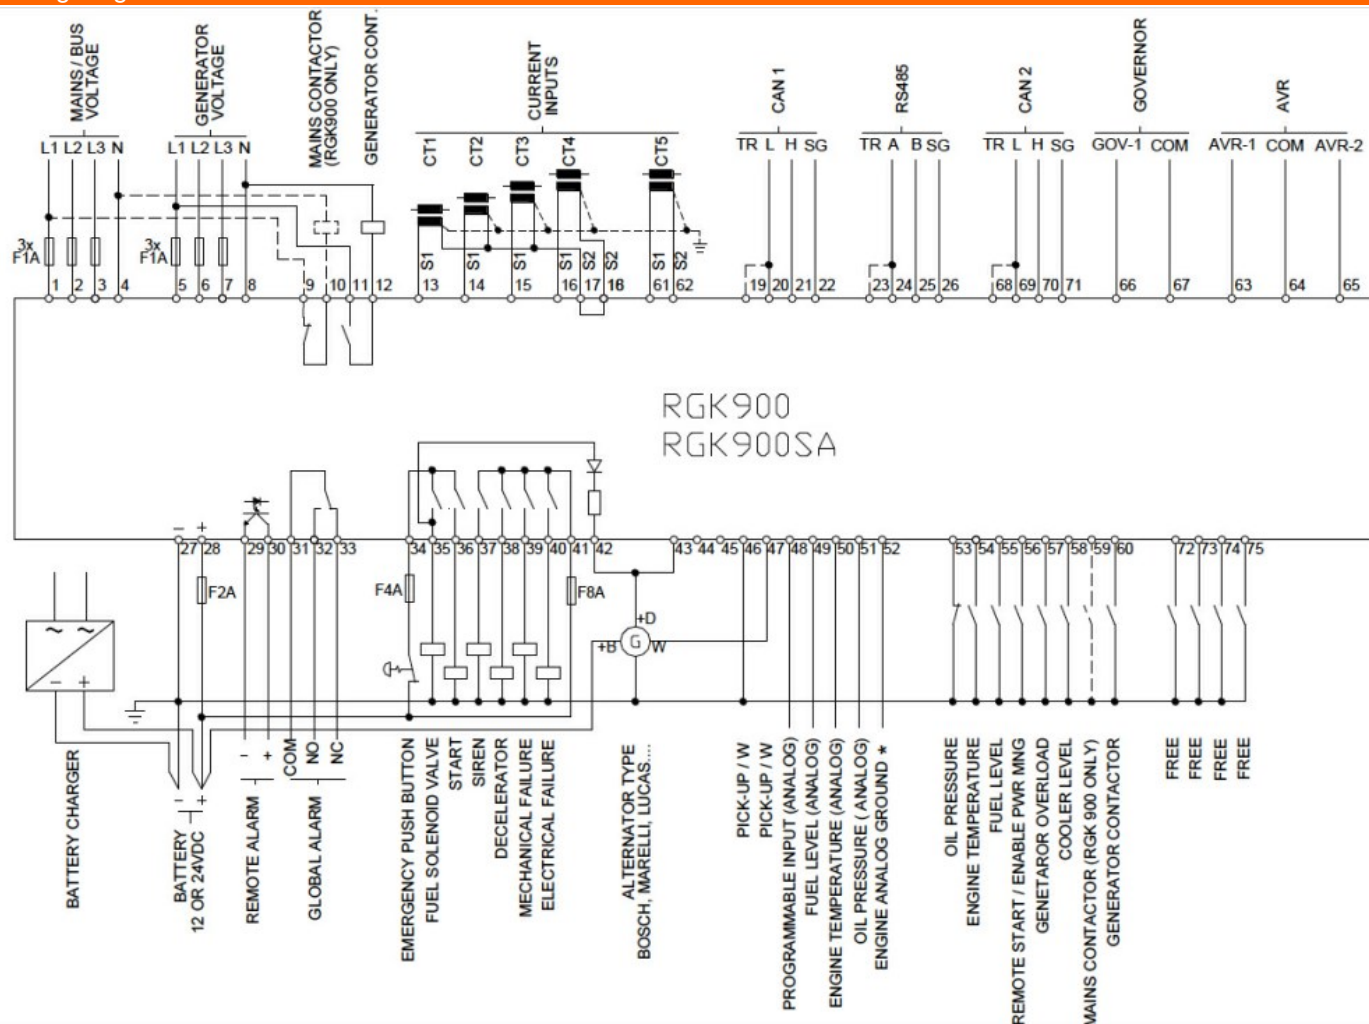 MAINS / BUS
VOLTAGE
GENERATOR
VOLTAGE
MAINS CONTACTOR
(RGK900 ONLY)
GENERATOR CONT.
CURRENT
INPUTS
CAN 1
RS485
CAN 2
GOVERNOR
AVR
L1 L2 L3 N
L1 L2 L3 N
CT1
CT2
CT3
CT4
CT5
TR L H SG
TR A B SG
TR L H SG
GOV-1 COM
AVR-1 COM AVR-2
3x
F1A
3x
F1A
S1
S1
S1
S1
S2
S2
S1
S2
1 2 3 4 5 6 7 8 9 10 11 12 13 14 15 16 17 18 61 62 19 20 21 22 23 24 25 26 68 69 70 71 66 67 63 64 65
RGK900
RGK900SA
− +
27 28 29 30 31 32 33 34 35 36 37 38 39 40 41 42 43 44 45 46 47 48 49 50 51 52 53 54 55 56 57 58 59 60 72 73 74 75
F2A
F4A
F8A
~ ~
− +
+D
+B
G
W
− +
COM
NO
NC
− +
BATTERY CHARGER
BATTERY
12 OR 24VDC
REMOTE ALARM
GLOBAL ALARM
EMERGENCY PUSH BUTTON
FUEL SOLENOID VALVE
START
SIREN
DECELERATOR
MECHANICAL FAILURE
ELECTRICAL FAILURE
ALTERNATOR TYPE
BOSCH, MARELLI, LUCAS....
PICK-UP / W
PICK-UP / W
PROGRAMMABLE INPUT (ANALOG)
FUEL LEVEL (ANALOG)
ENGINE TEMPERATURE (ANALOG)
OIL PRESSURE ( ANALOG)
ENGINE ANALOG GROUND *
OIL PRESSURE
ENGINE TEMPERATURE
FUEL LEVEL
REMOTE START / ENABLE PWR MNG
GENETAROR OVERLOAD
COOLER LEVEL
MAINS CONTACTOR (RGK 900 ONLY)
GENERATOR CONTACTOR
FREE
FREE
FREE
FREE